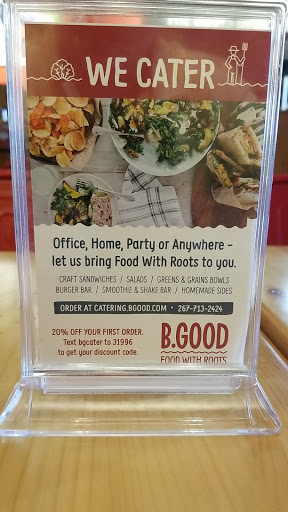 WE CATER
Office, Home, Party or Anywhere -
let us bring Food With Roots to you.
CRAFT SANDWICHES / SALADS / GREENS & GRAINS BOWLS
BURGER BAR / SMOOTHIE & SHAKE BAR / HOMEMADE SIDES
ORDER AT CATERING.BGOOD.COM • 267-713-2424
20% OFF YOUR FIRST ORDER.
Text bgcater to 31996
to get your discount code.
B.GOOD
FOOD WITH ROOTS